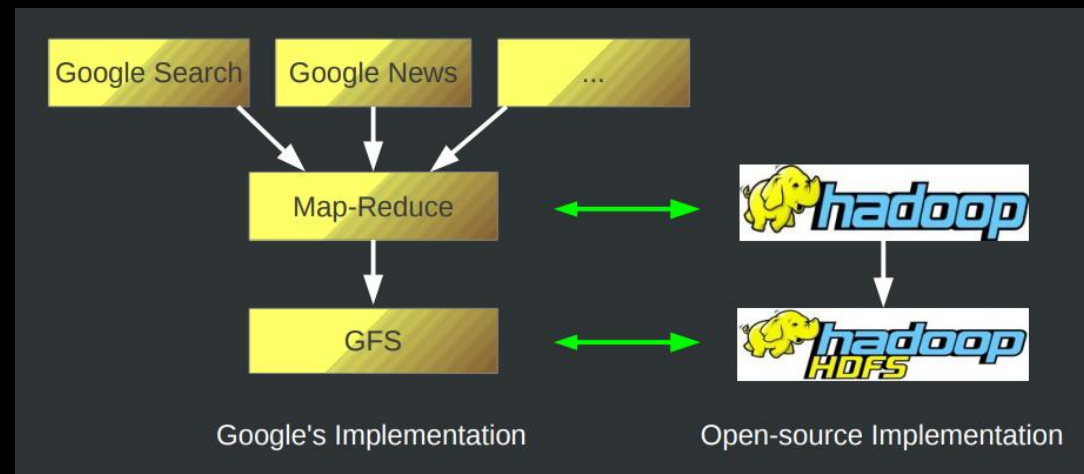 Google Search
Google News
...
Map-Reduce
hadoop
GFS
hadoop
HDFS
Google's Implementation
Open-source Implementation